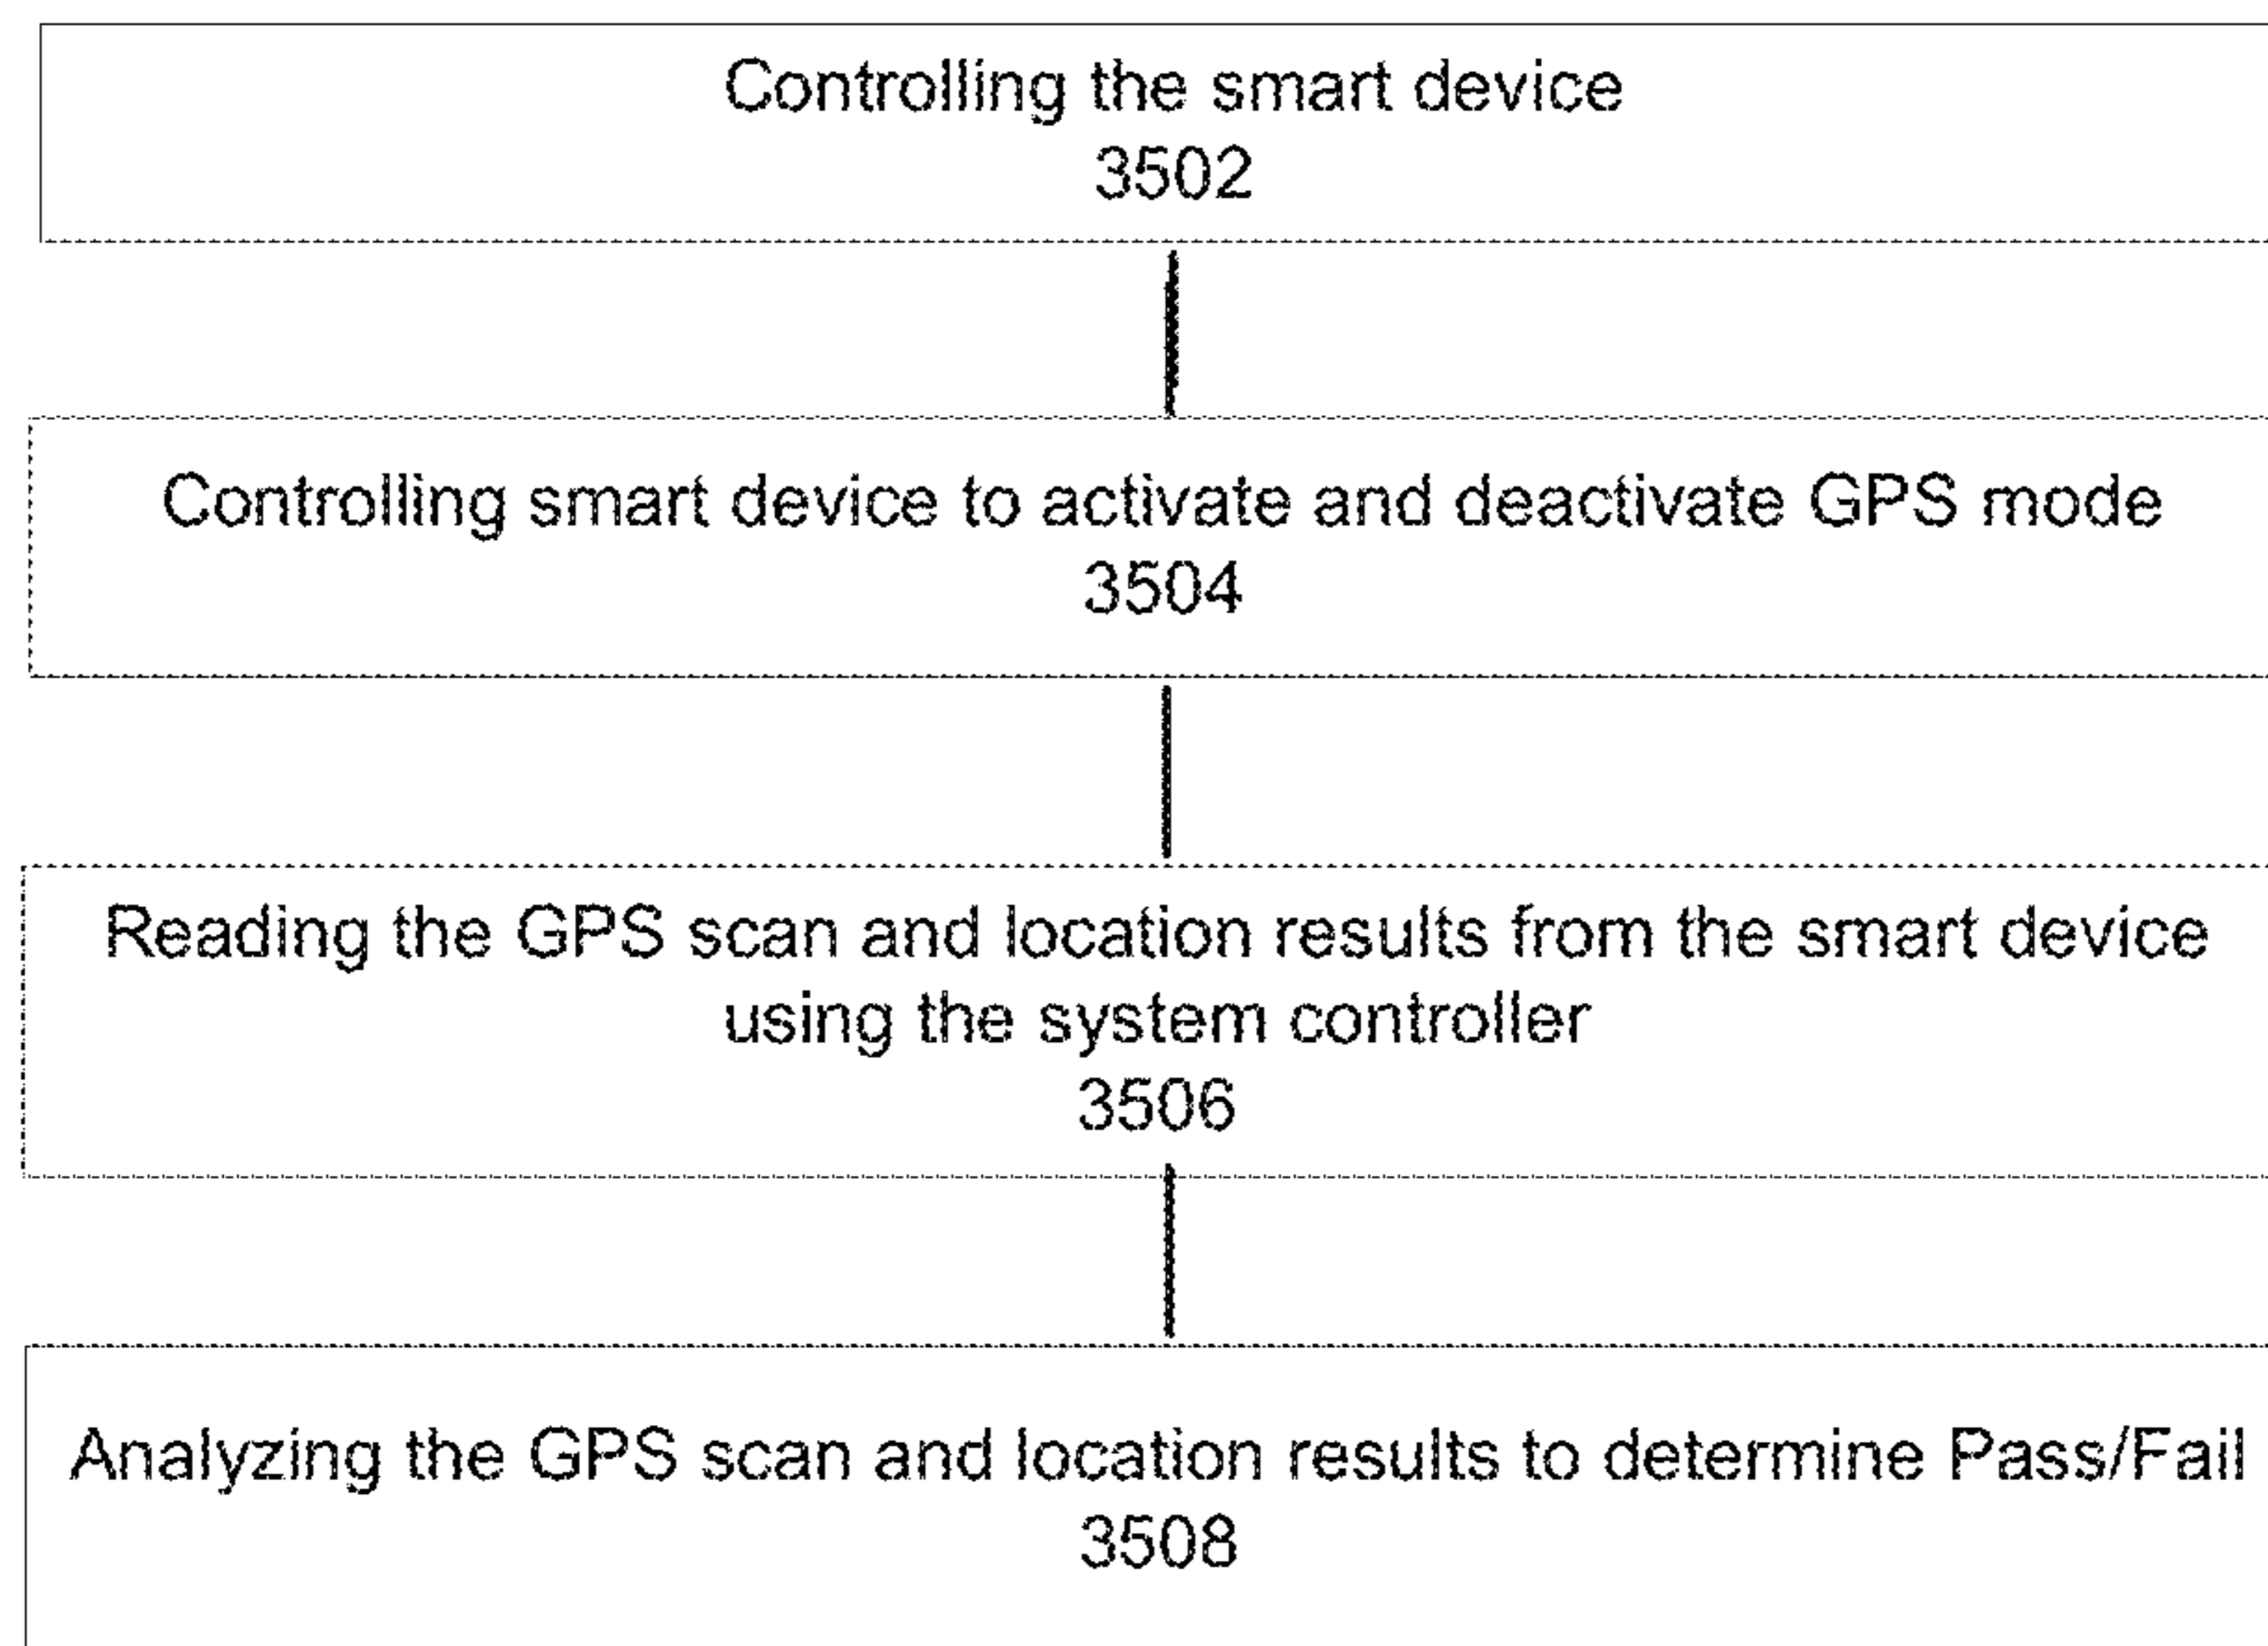 Controlling the smart device
3502
Controlling smart device to activate and deactivate GPS mode
3504
Reading the GPS scan and location results from the smart device
using the system controller
3506
Analyzing the GPS scan and location results to determine Pass/Fail
3508